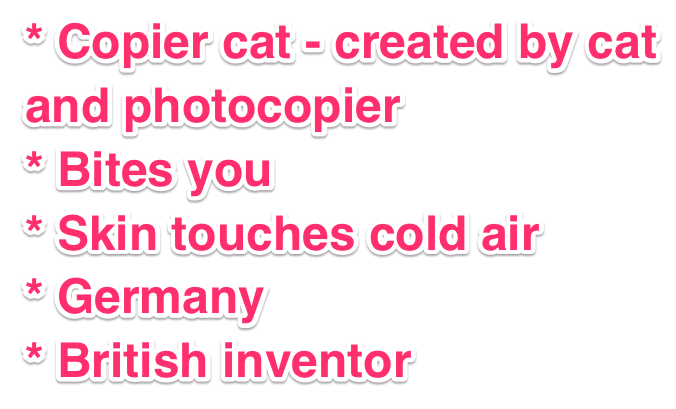 * Copier cat - created by cat
and photocopier
* Bites you
* Skin touches cold air
* Germany
* British inventor